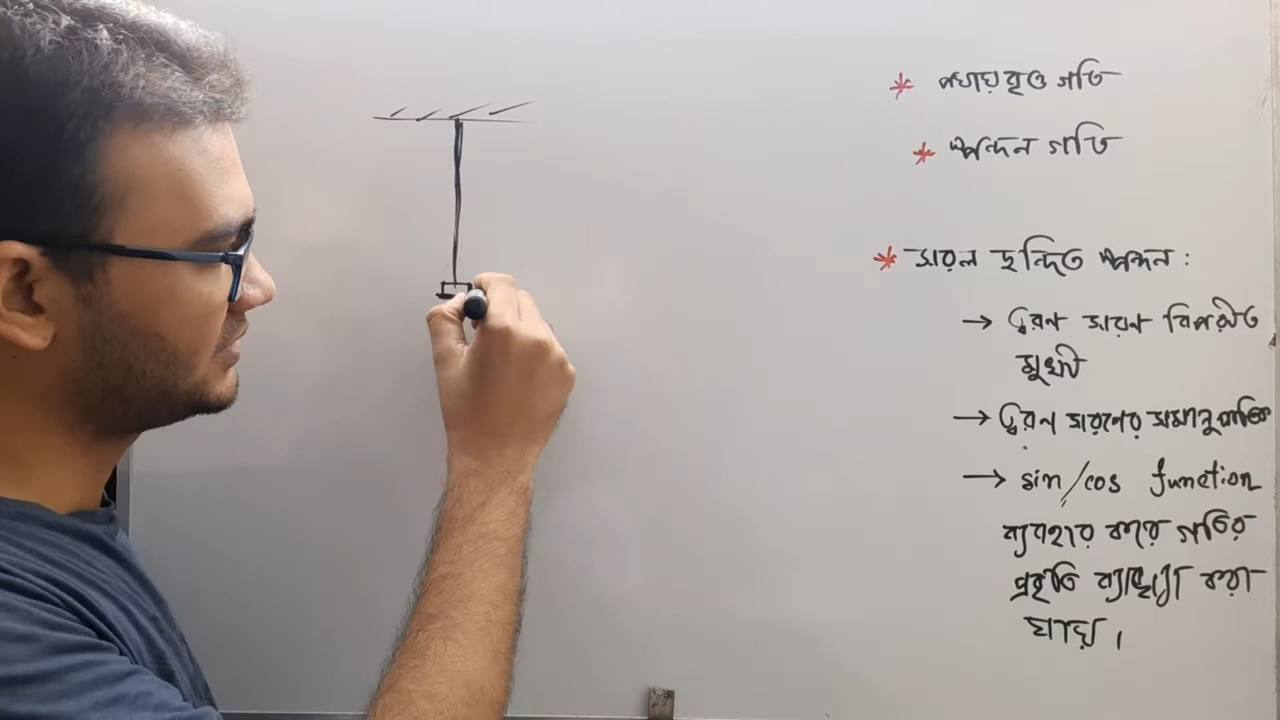 * পর্যায়বৃত্ত গতি
* স্পন্দন গতি
* সরল ছন্দিত স্পন্দন :
→ ত্বরণ সরণ বিপরীত
মুখী
→ ত্বরণ সরণের সমানুপাতিক
→ sin/cos function
ব্যবহার করে গতির
প্রকৃতি ব্যাখ্যা করা
যায়।